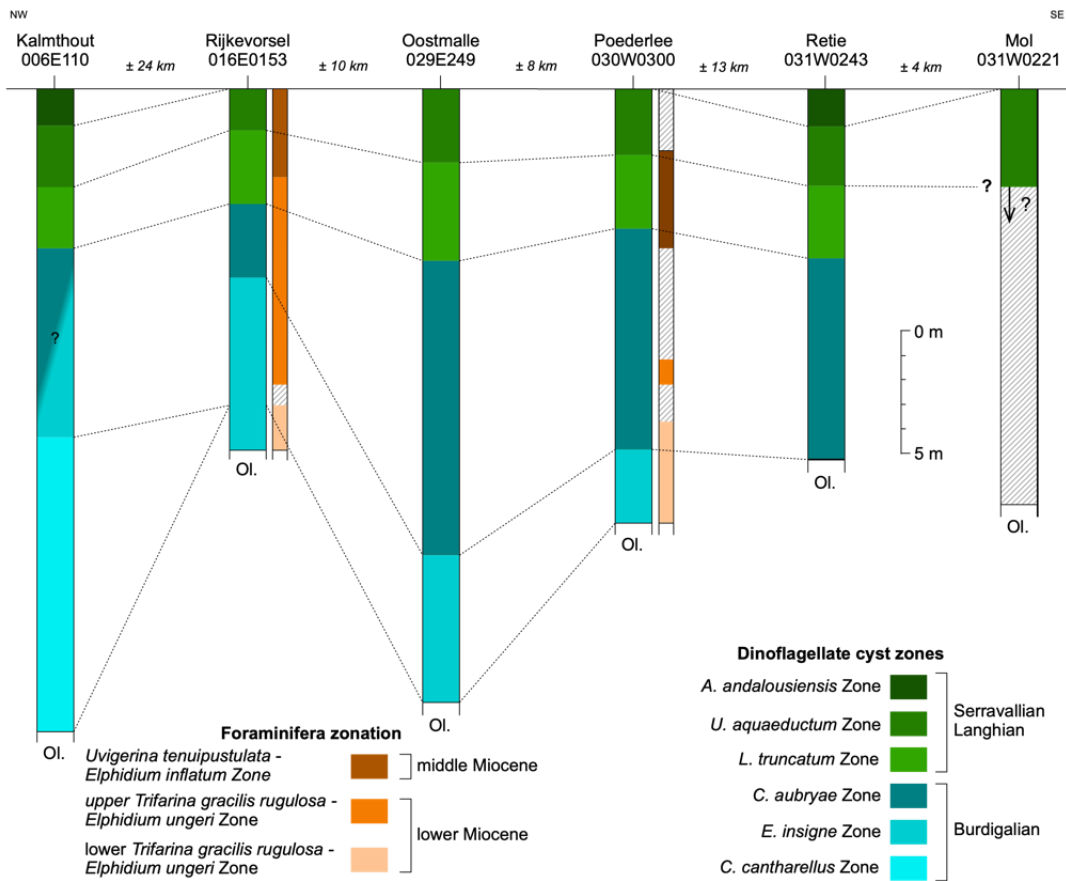 NW
SE
Kalmthout
006E110
± 24 km
Rijkevorsel
016E0153
± 10 km
Oostmalle
029E249
± 8 km
Poederlee
030W0300
± 13 km
Retie
031W0243
± 4 km
Mol
031W0221
?
?
?
0 m
5 m
Ol.
Ol.
Ol.
Ol.
Ol.
Ol.
Foraminifera zonation
Uvigerina tenuipustulata -
Elphidium inflatum Zone
middle Miocene
upper Trifarina gracilis rugulosa -
Elphidium ungeri Zone
lower Miocene
lower Trifarina gracilis rugulosa -
Elphidium ungeri Zone
Dinoflagellate cyst zones
A. andalousiensis Zone
U. aquaeductum Zone
L. truncatum Zone
Serravallian
Langhian
C. aubryae Zone
E. insigne Zone
C. cantharellus Zone
Burdigalian